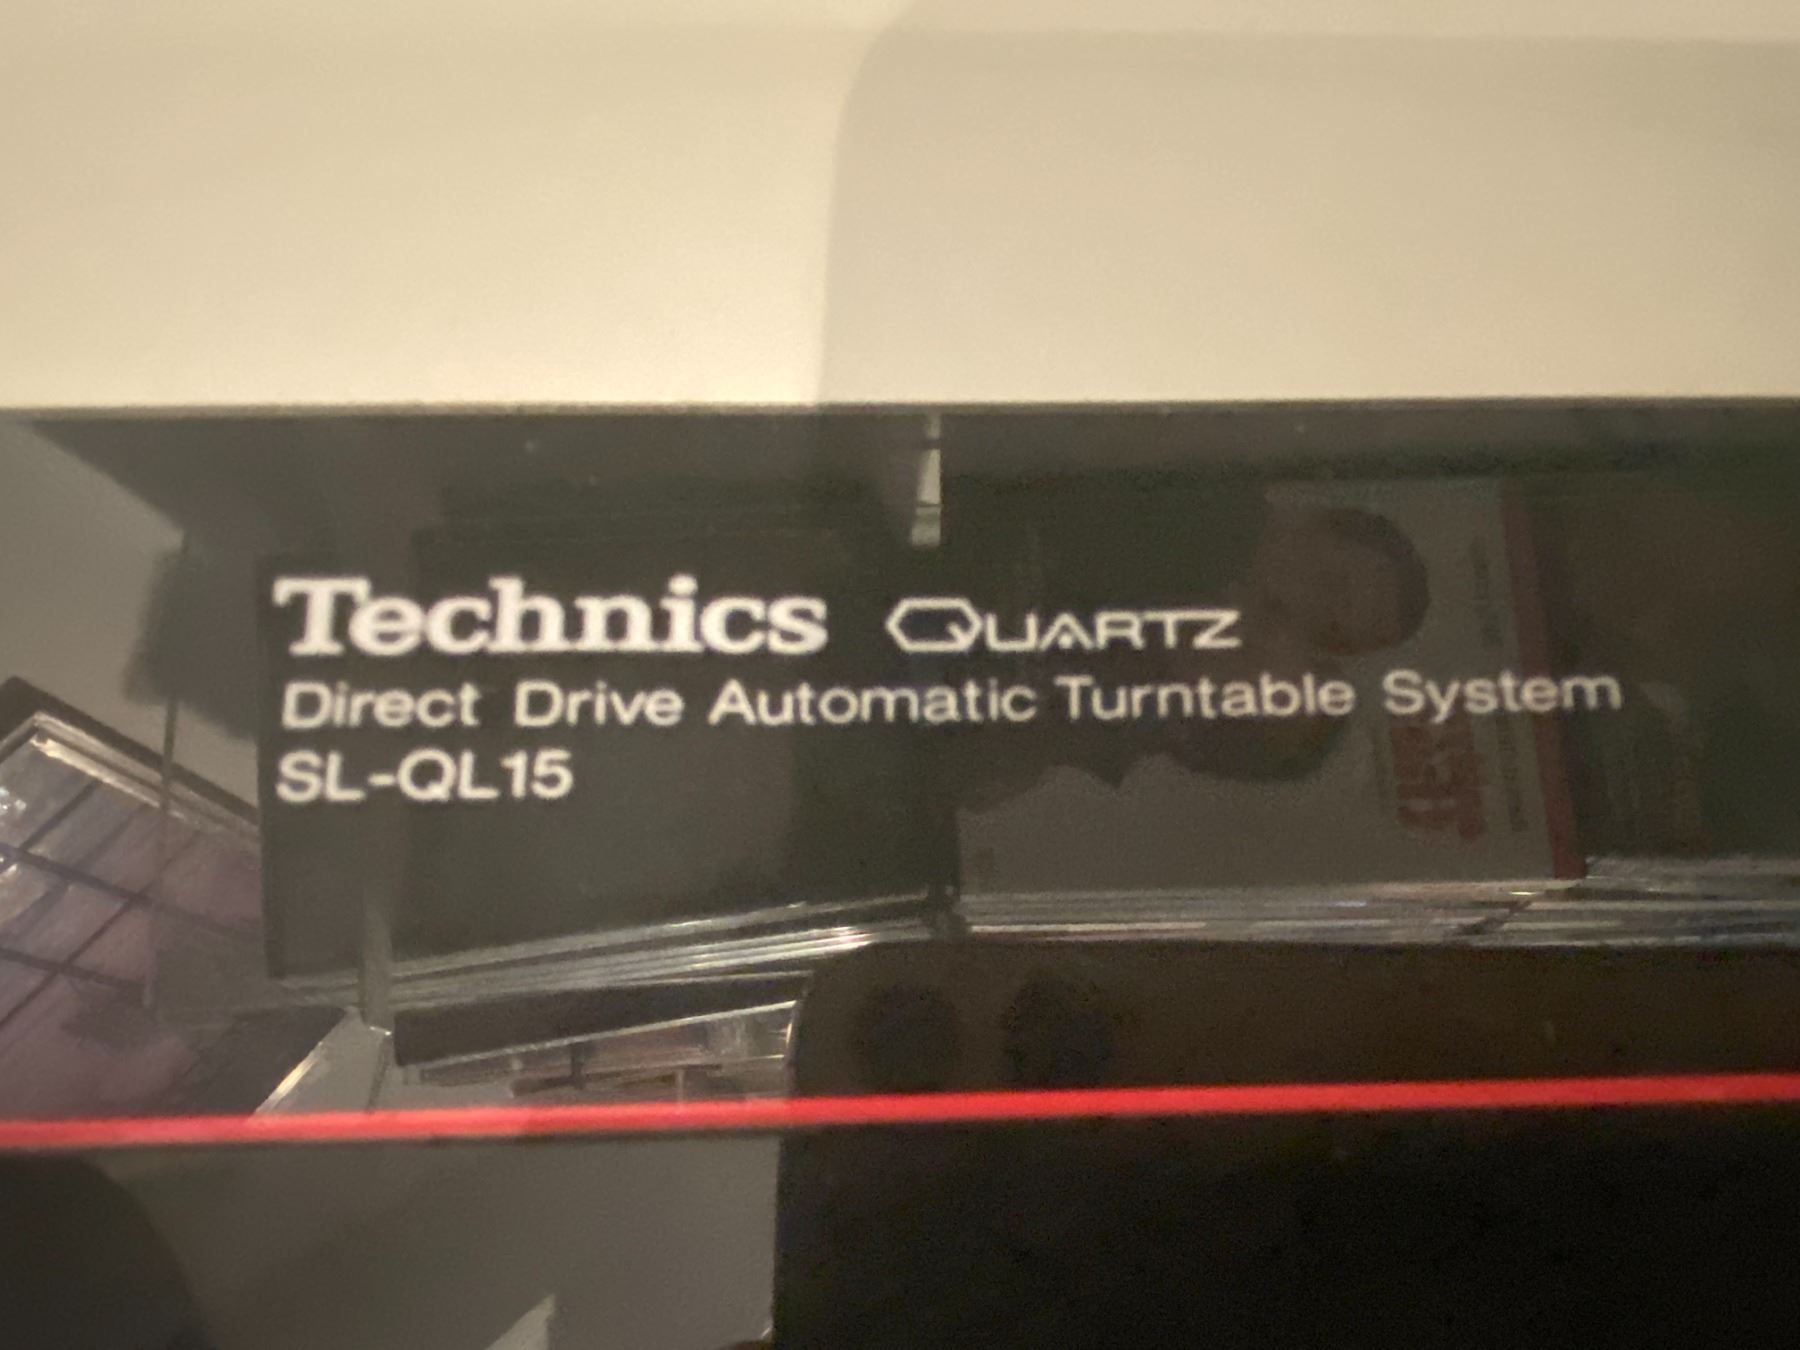 Technics QUARTZ
Direct Drive Automatic Turntable System
SL-QL15